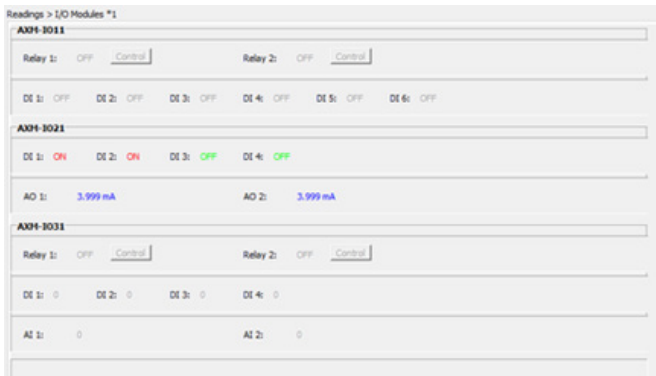 Readings > I/O Modules *1
AXM-IO11
Relay 1: OFF Control Relay 2: OFF Control
DI 1: OFF DI 2: OFF DI 3: OFF DI 4: OFF DI 5: OFF DI 6: OFF
AXM-IO21
DI 1: ON DI 2: ON DI 3: OFF DI 4: OFF
AO 1: 3.999 mA AO 2: 3.999 mA
AXM-IO31
Relay 1: OFF Control Relay 2: OFF Control
DI 1: 0 DI 2: 0 DI 3: 0 DI 4: 0
AI 1: 0 AI 2: 0